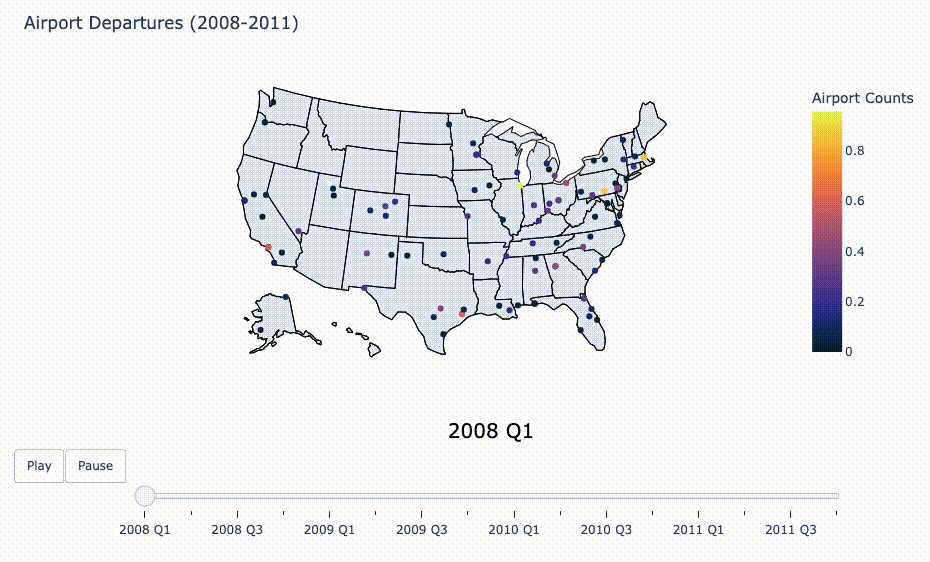 Airport Departures (2008-2011)
Airport Counts
0.8
0.6
0.4
0.2
0
2008 Q1
Play
Pause
2008 Q1 2008 Q3 2009 Q1 2009 Q3 2010 Q1 2010 Q3 2011 Q1 2011 Q3